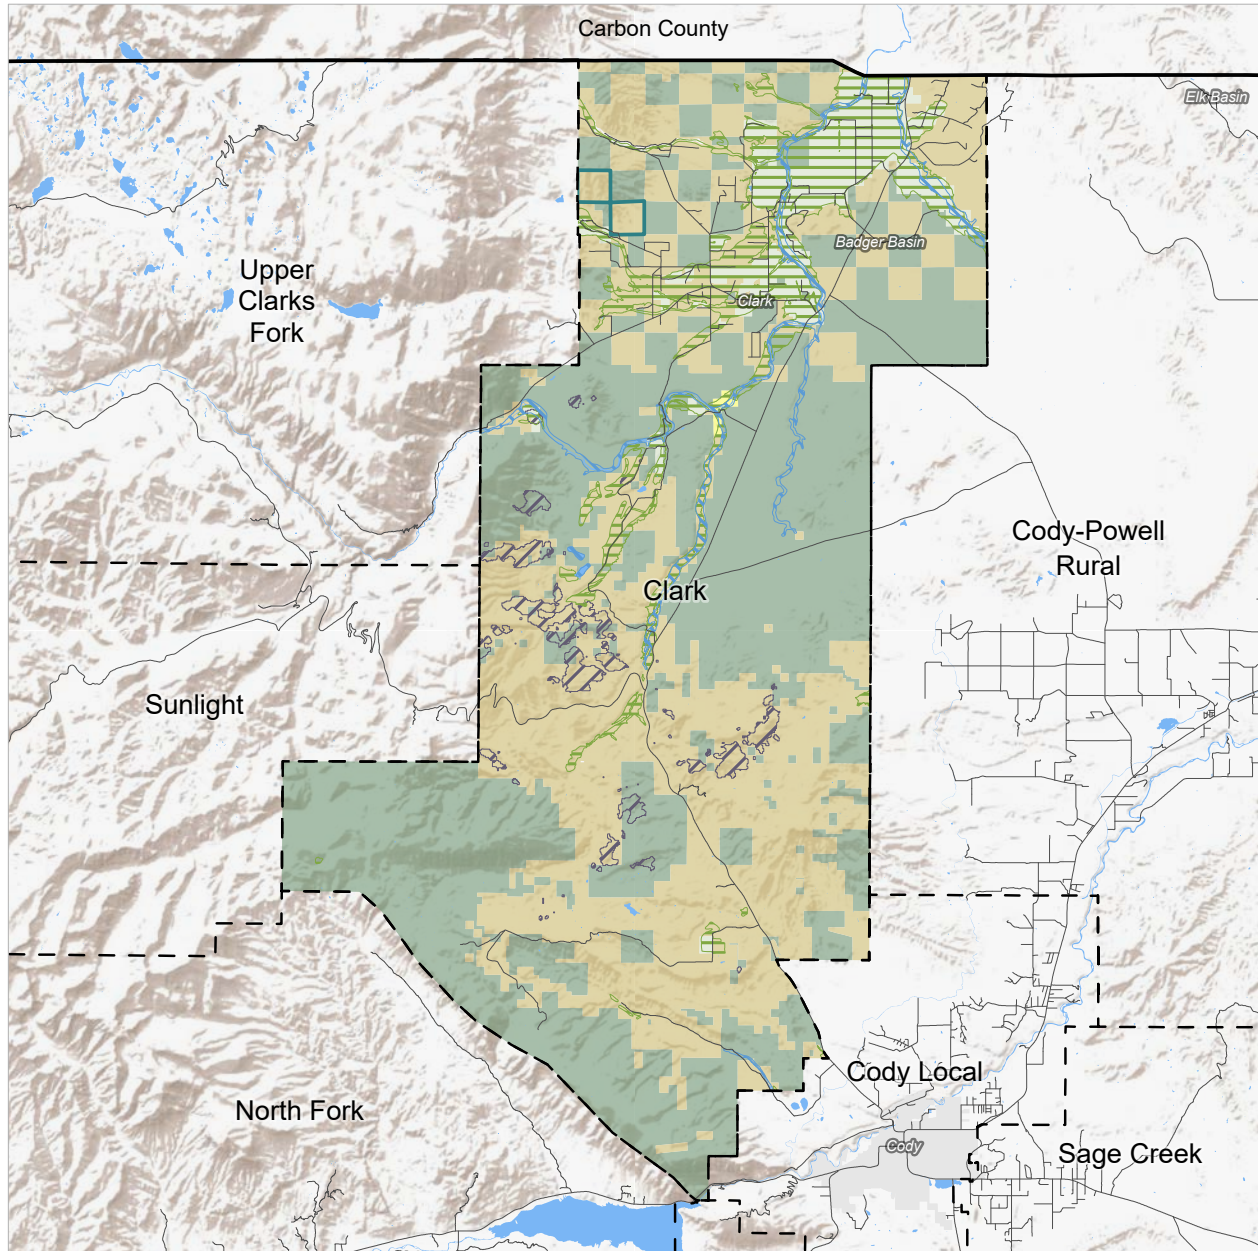 Carbon County
Elk Basin
Badger Basin
Upper
Clarks
Fork
Clark
Cody-Powell
Rural
Clark
Sunlight
Cody Local
North Fork
Cody
Sage Creek